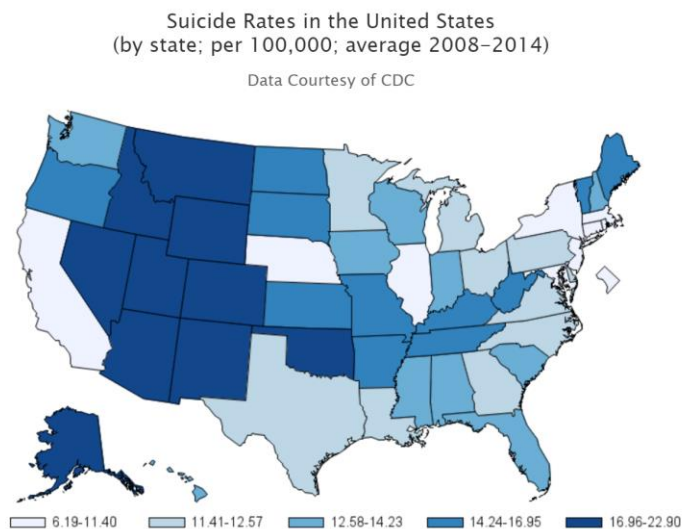 Suicide Rates in the United States
(by state; per 100,000; average 2008-2014)
Data Courtesy of CDC
6.19-11.40 11.41-12.57 12.58-14.23 14.24-16.95 16.96-22.90